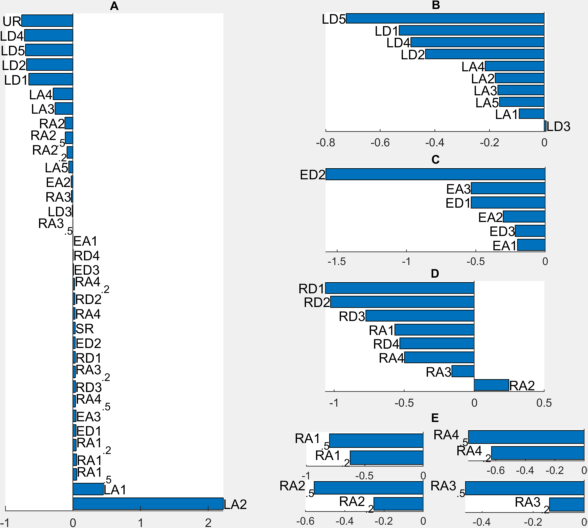 A
UR
LD4
LD5
LD2
LD1
LA4
LA3
RA2
RA2.5
RA2.2
LA5
EA2
RA3
LD3
RA3.5
EA1
RD4
ED3
RA4.2
RD2
RA4
SR
ED2
RD1
RA3.2
RD3
RA4.5
EA3
ED1
RA1.2
RA1
RA1.5
LA1
LA2
-1 0 1 2
B
LD5
LD1
LD4
LD2
LA4
LA2
LA3
LA5
LA1
LD3
-0.8 -0.6 -0.4 -0.2 0
C
ED2
EA3
ED1
EA2
ED3
EA1
-1.5 -1 -0.5 0
D
RD1
RD2
RD3
RA1
RD4
RA4
RA3
RA2
-1 -0.5 0 0.5
E
RA1.5
RA1.2
-1 -0.5 0
RA4.5
RA4.2
-0.6 -0.4 -0.2 0
RA2.5
RA2.2
-0.6 -0.4 -0.2 0
RA3.5
RA3.2
-0.4 -0.2 0